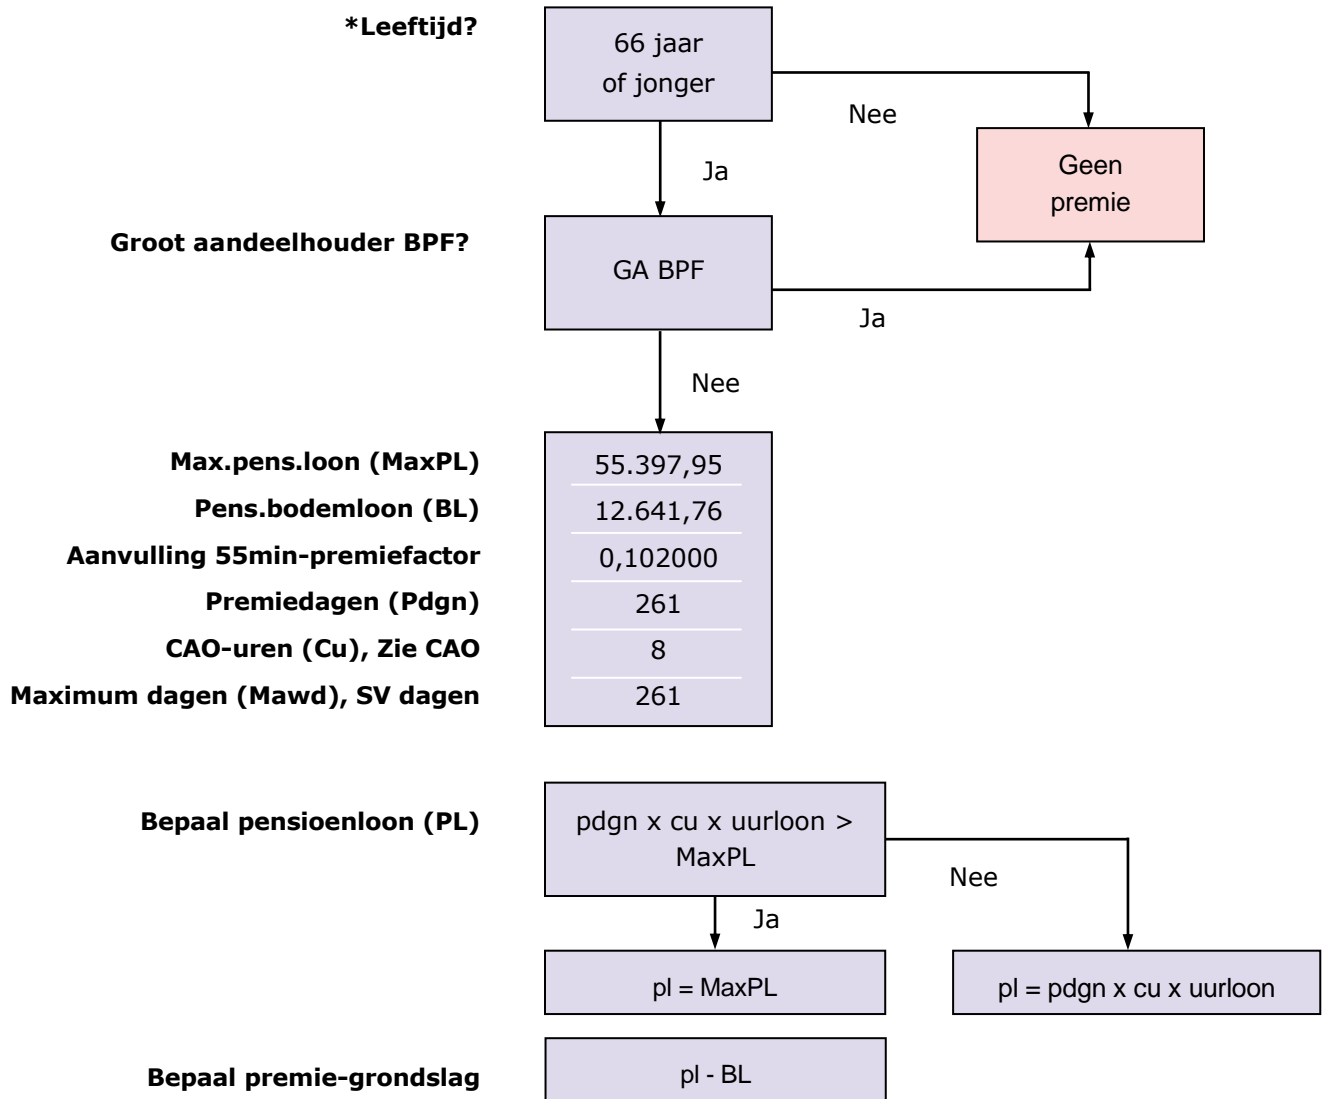 *Leeftijd?
66 jaar
of jonger
Nee
Geen
premie
Ja
Groot aandeelhouder BPF?
GA BPF
Ja
Nee
Max.pens.loon (MaxPL)
55.397,95
Pens.bodemloon (BL)
12.641,76
Aanvulling 55min-premiefactor
0,102000
Premiedagen (Pdgn)
261
CAO-uren (Cu), Zie CAO
8
Maximum dagen (Mawd), SV dagen
261
Bepaal pensioenloon (PL)
pdgn x cu x uurloon >
MaxPL
Nee
Ja
pl = MaxPL
pl = pdgn x cu x uurloon
Bepaal premie-grondslag
pl - BL